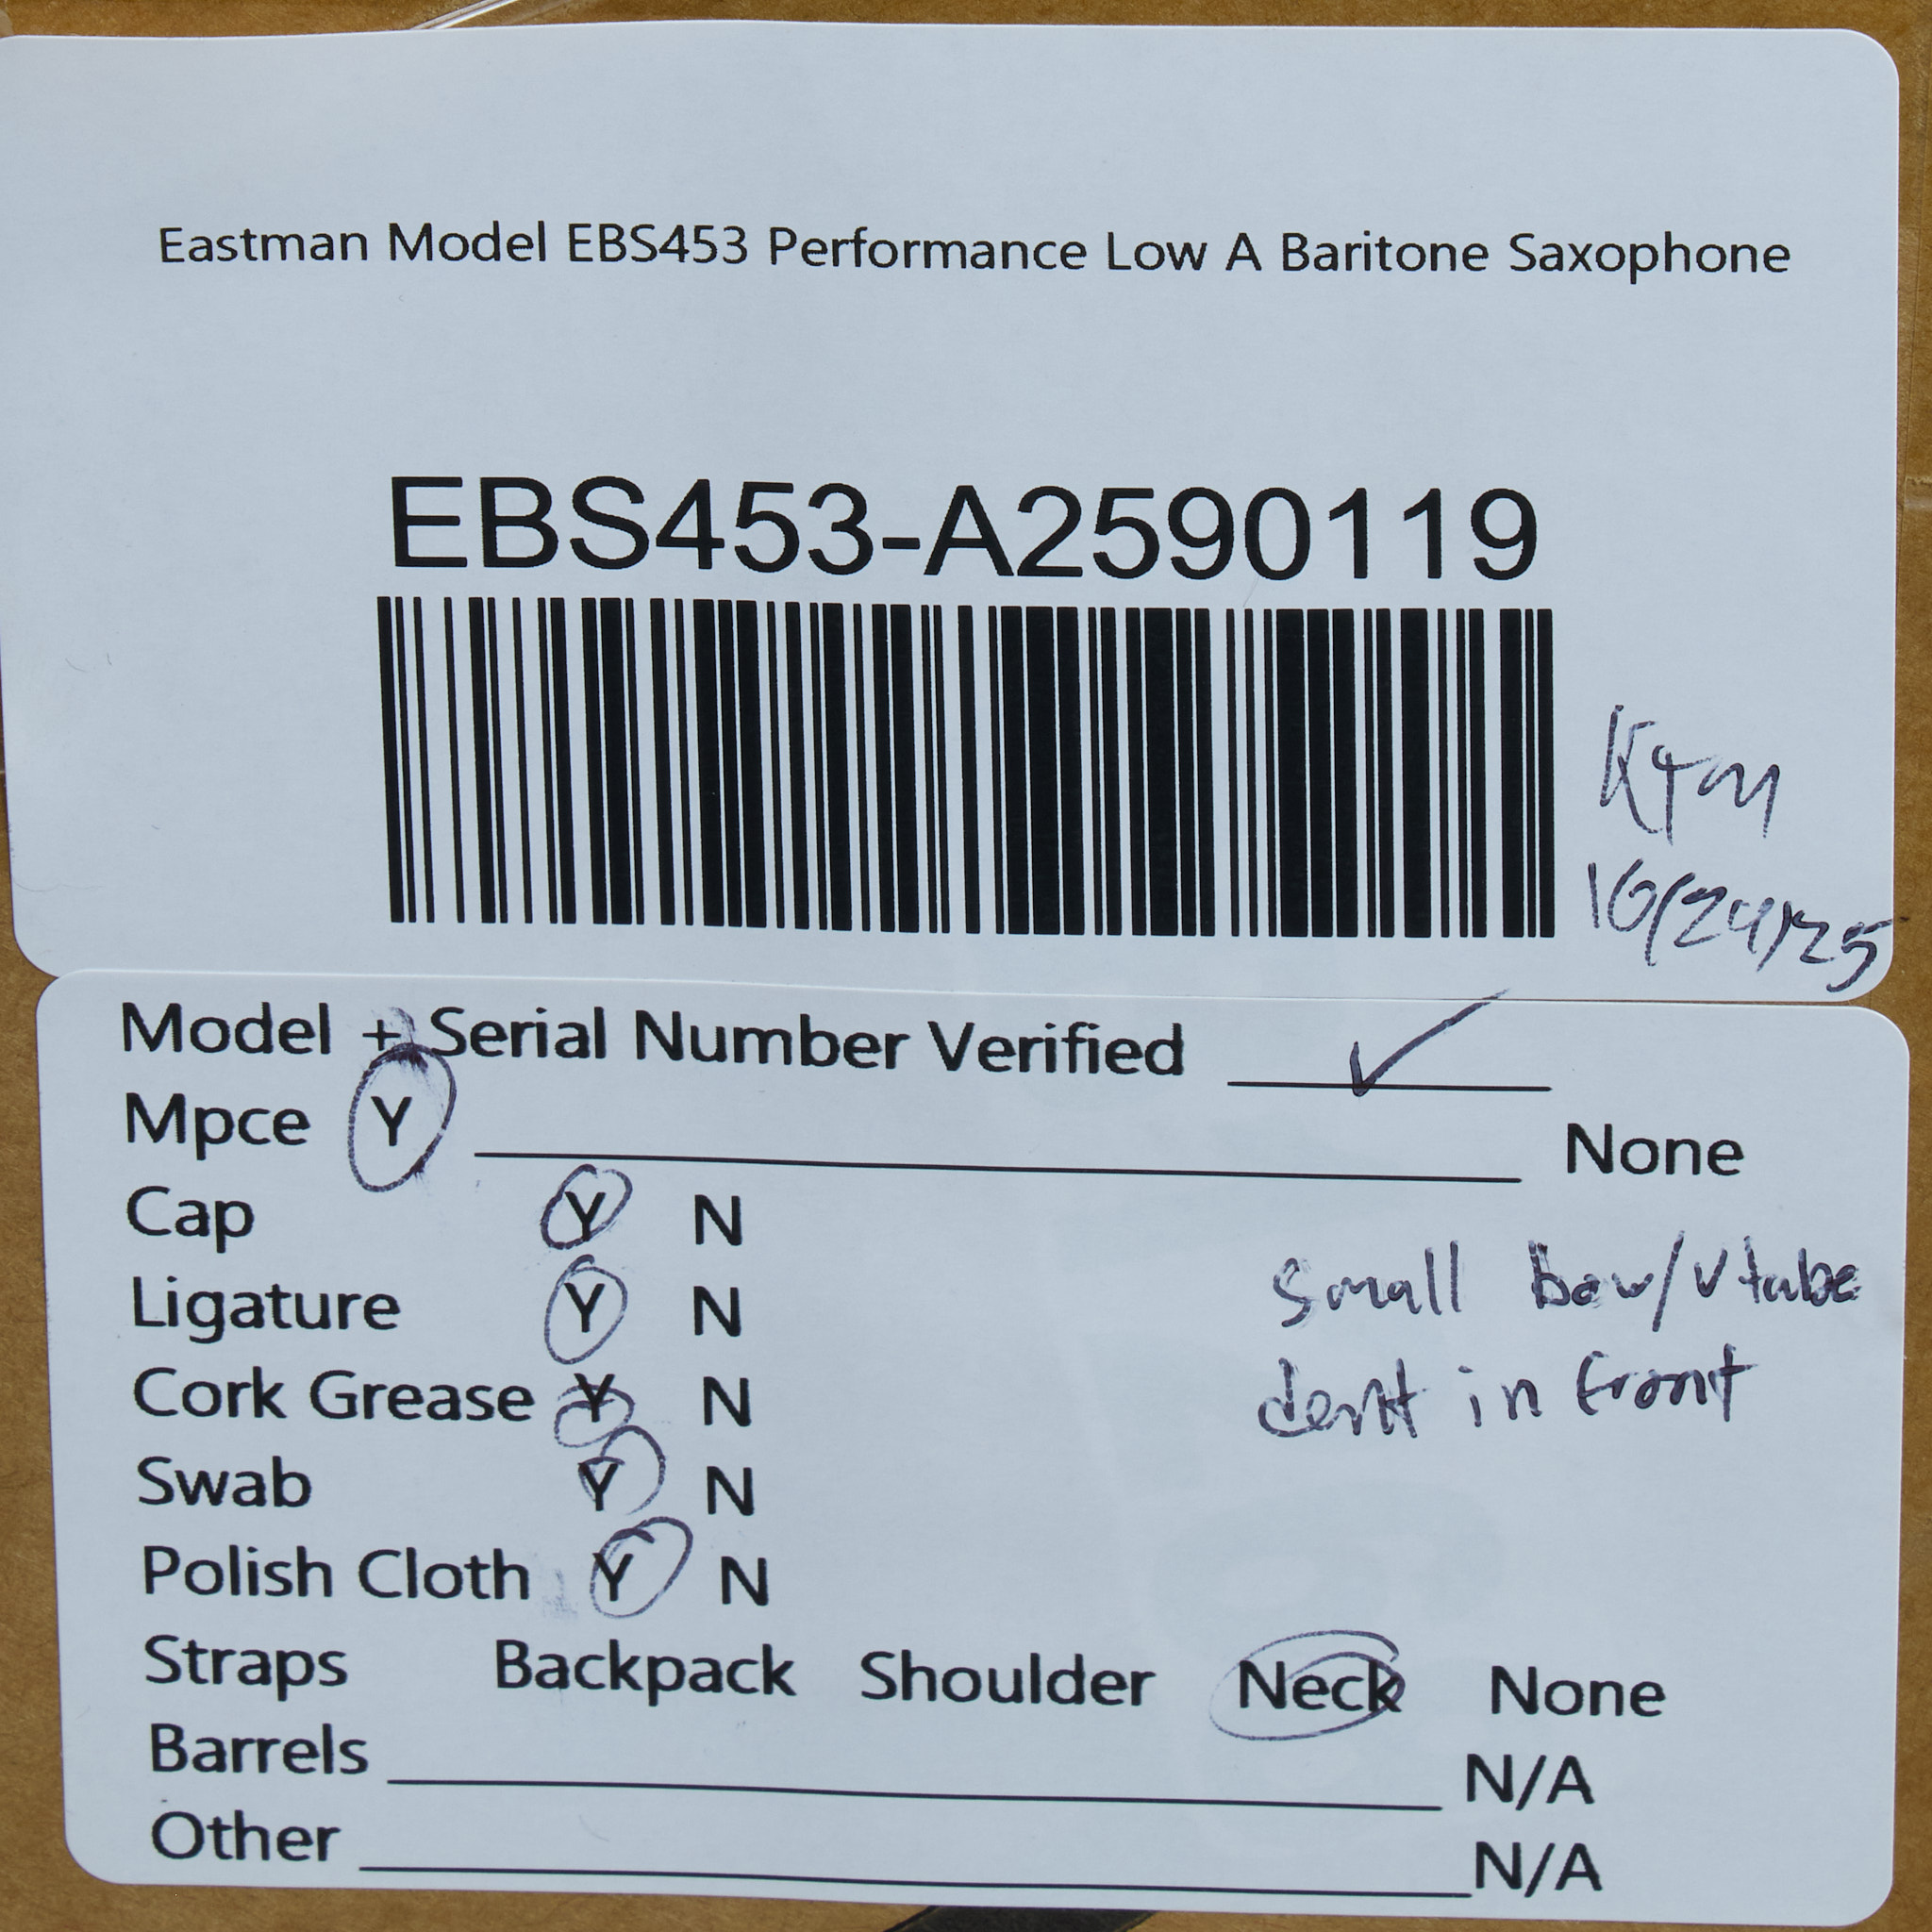 Eastman Model EBS453 Performance Low A Baritone Saxophone
EBS453-A2590119
10/24/25
Model + Serial Number Verified ✓
Mpce Y None
Cap Y N
Ligature Y N
Small bow/Vtube
dent in front
Cork Grease Y N
Swab Y N
Polish Cloth Y N
Straps Backpack Shoulder Neck None
Barrels N/A
Other N/A